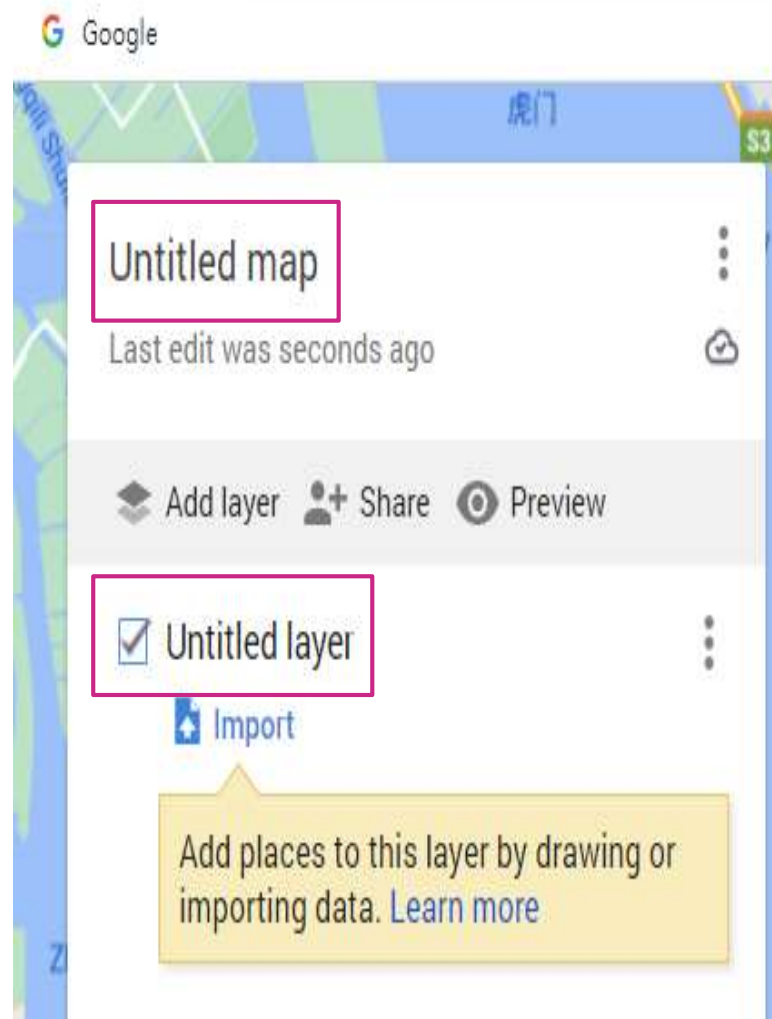 Google
虎门
S3
Untitled map
Last edit was seconds ago
Add layer Share Preview
Untitled layer
Import
Add places to this layer by drawing or
importing data. Learn more